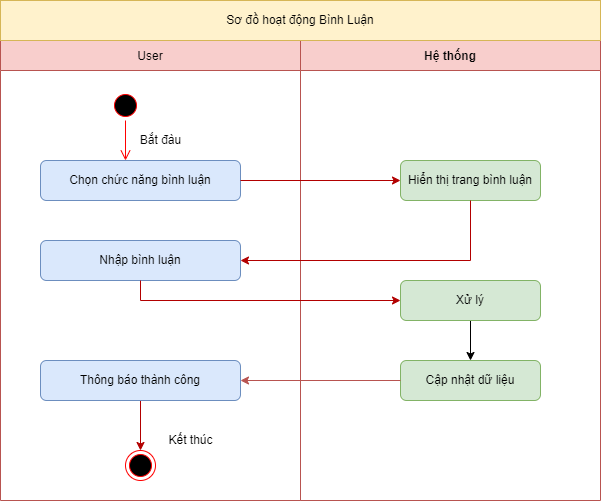 Sơ đồ hoạt động Bình Luận
User
Hệ thống
Bắt đảu
Chọn chức năng bình luận
Hiển thị trang bình luận
Nhập bình luận
Xử lý
Thông báo thành công
Cập nhật dữ liệu
Kết thúc